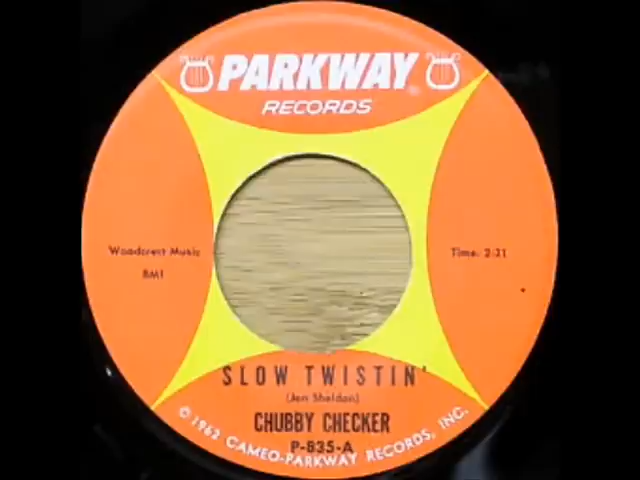 PARKWAY
RECORDS
Woodcrest Music
BMI
Time: 2:31
SLOW TWISTIN'
(Jon Sheldon)
CHUBBY CHECKER
P-835-A
© 1962 CAMEO-PARKWAY RECORDS, INC.